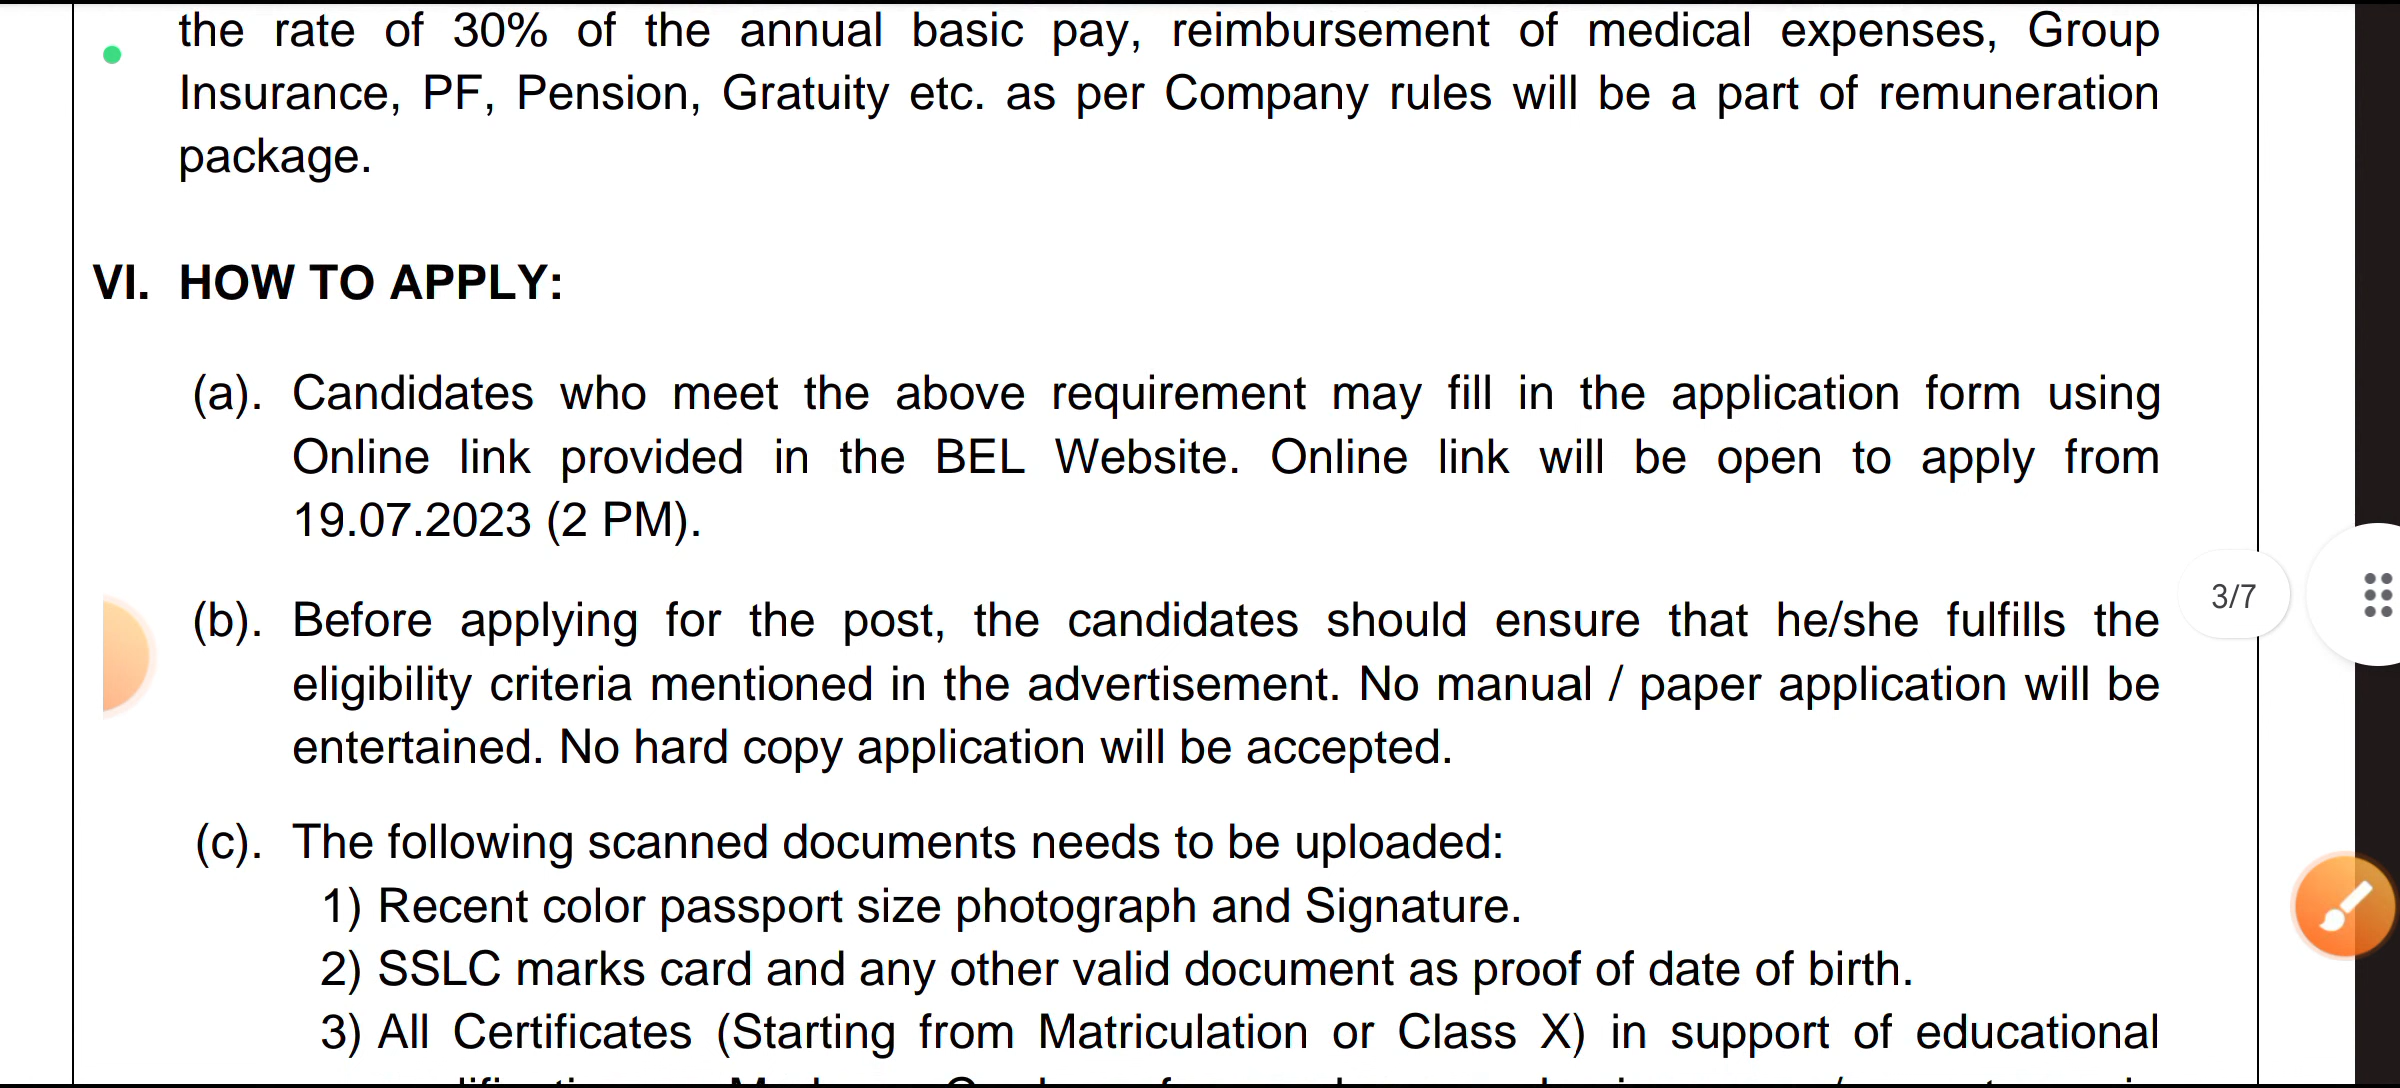 the rate of 30% of the annual basic pay, reimbursement of medical expenses, Group
Insurance, PF, Pension, Gratuity etc. as per Company rules will be a part of remuneration
package.
VI. HOW TO APPLY:
(a). Candidates who meet the above requirement may fill in the application form using
Online link provided in the BEL Website. Online link will be open to apply from
19.07.2023 (2 PM).
3/7
(b). Before applying for the post, the candidates should ensure that he/she fulfills the
eligibility criteria mentioned in the advertisement. No manual / paper application will be
entertained. No hard copy application will be accepted.
(c). The following scanned documents needs to be uploaded:
1) Recent color passport size photograph and Signature.
2) SSLC marks card and any other valid document as proof of date of birth.
3) All Certificates (Starting from Matriculation or Class X) in support of educational